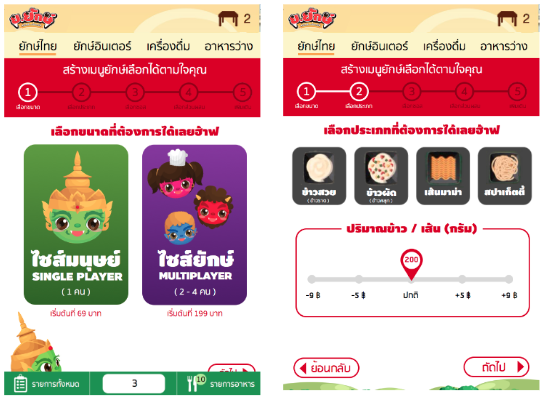 ยูยักษ์
2
ยักษ์ไทย ยักษ์อินเตอร์ เครื่องดื่ม อาหารว่าง
สร้างเมนูยักษ์เลือกได้ตามใจคุณ
1 2 3 4 5
เลือกขนาด
เลือกขนาดที่ต้องการได้เลยฮ้าฟ
ไซส์มนุษย์
SINGLE PLAYER
( 1 คน )
ไซส์ยักษ์
MULTIPLAYER
( 2 - 4 คน )
เริ่มต้นที่ 69 บาท
เริ่มต้นที่ 199 บาท
ถัดไป
รายการทั้งหมด
3
10
รายการอาหาร
2
ยักษ์ไทย ยักษ์อินเตอร์ เครื่องดื่ม อาหารว่าง
สร้างเมนูยักษ์เลือกได้ตามใจคุณ
1 2 3 4 5
เลือกขนาด เลือกประเภท
เลือกประเภทที่ต้องการได้เลยฮ้าฟ
ข้าวสวย
ข้าวผัด
เส้นมาม่า
สปาเก็ตตี้
ปริมาณข้าว / เส้น (กรัม)
200
-9 ฿ -5 ฿ ปกติ +5 ฿ +9 ฿
ย้อนกลับ
ถัดไป